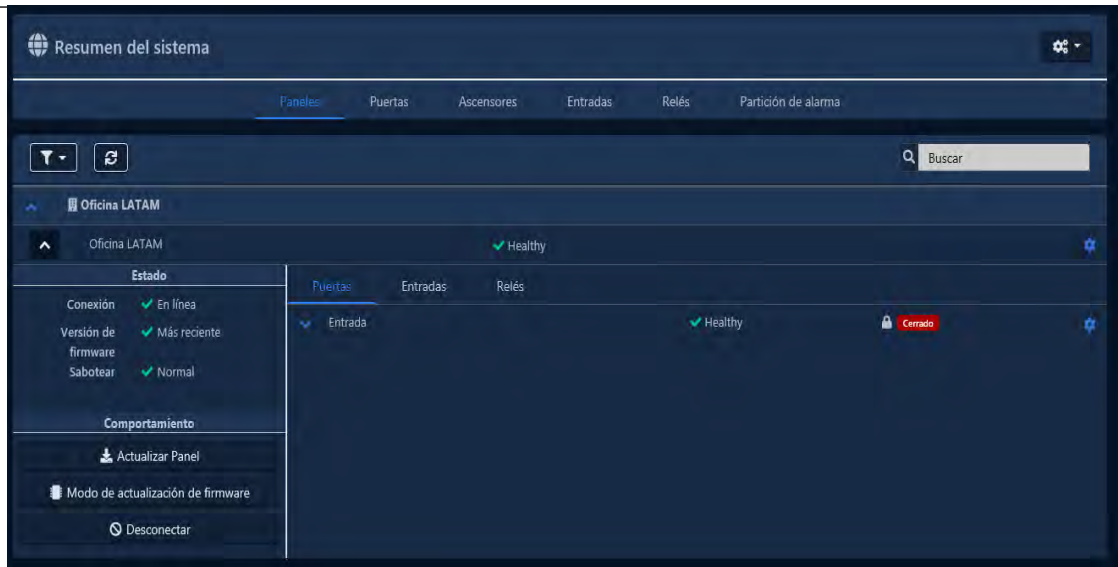 Resumen del sistema
Paneles Puertas Ascensores Entradas Relés Partición de alarma
Buscar
Oficina LATAM
Oficina LATAM Healthy
Estado
Conexión En línea
Versión de Más reciente
firmware
Sabotear Normal
Comportamiento
Actualizar Panel
Modo de actualización de firmware
Desconectar
Puertas Entradas Relés
Entrada Healthy Cerrado